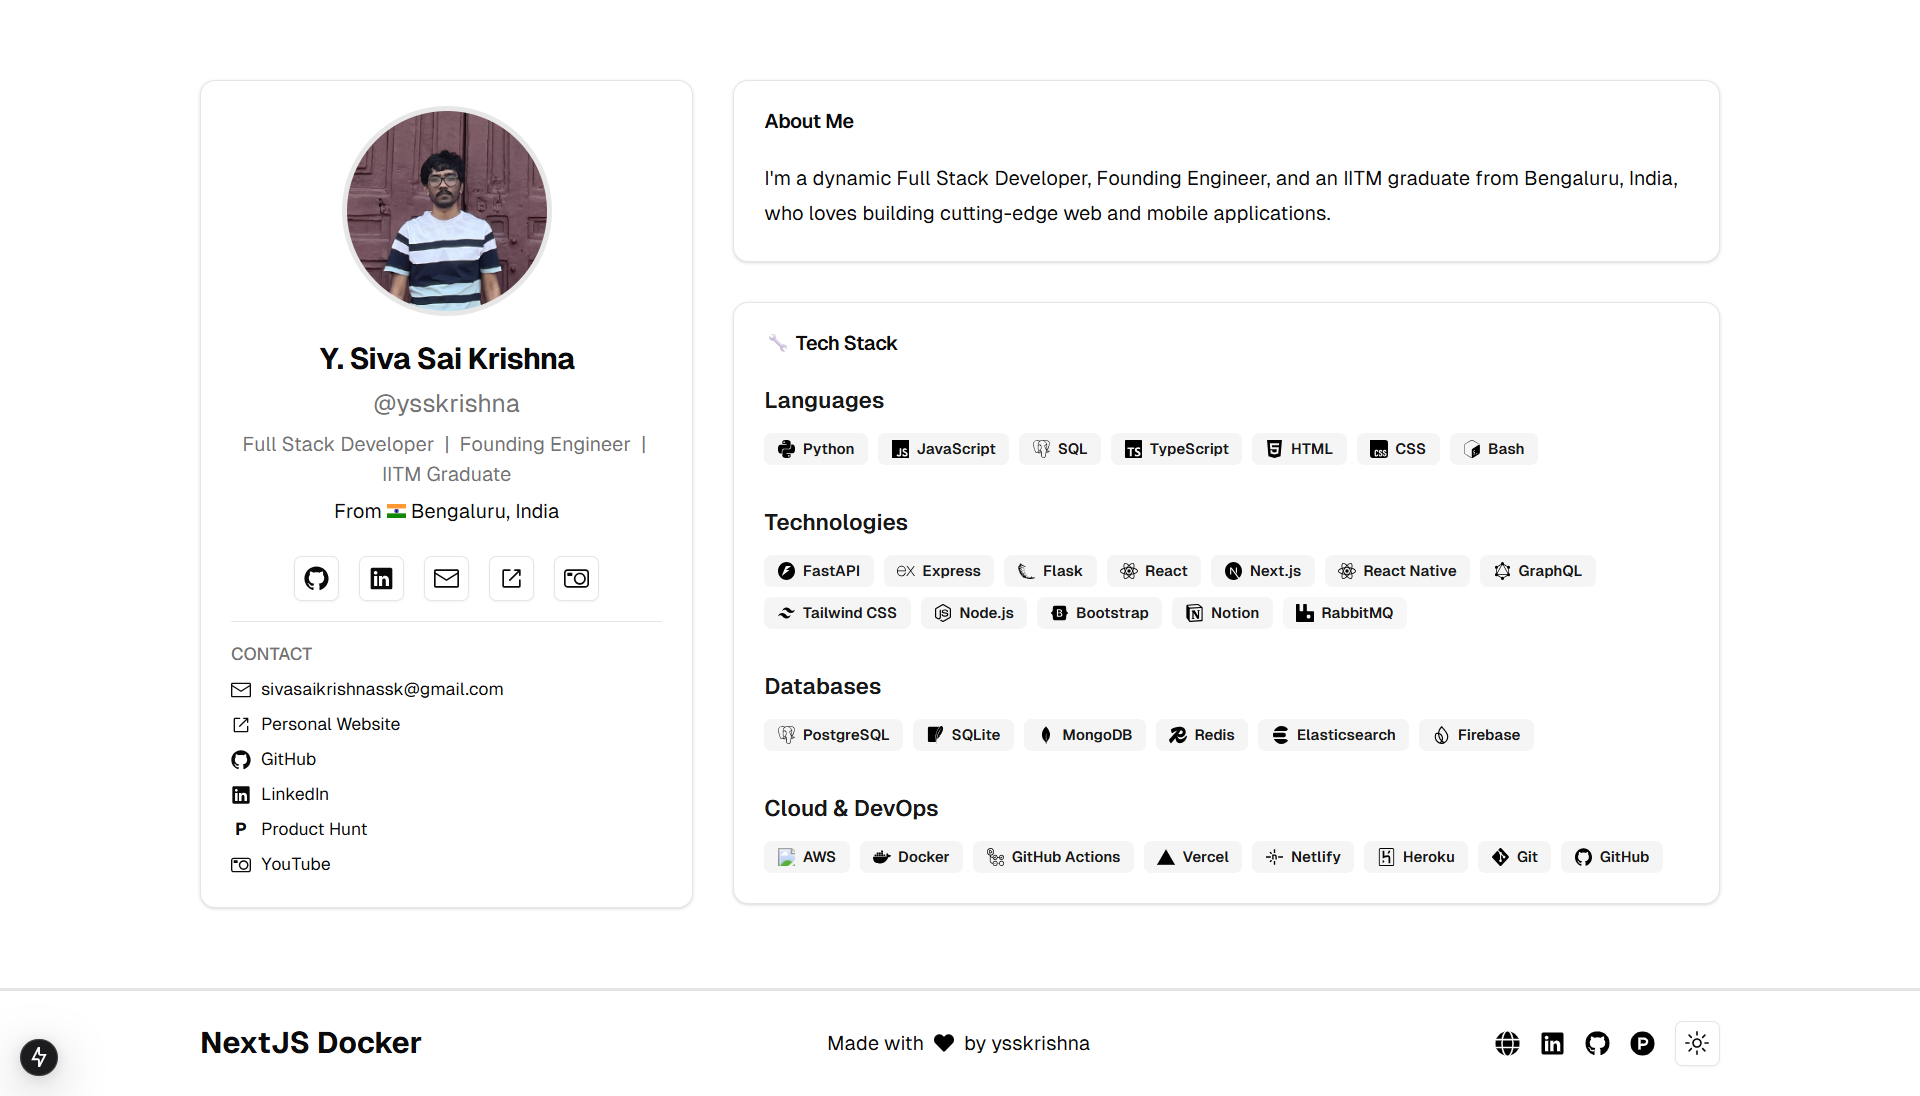 Y. Siva Sai Krishna
@ysskrishna
Full Stack Developer | Founding Engineer |
IITM Graduate
From 🇮🇳 Bengaluru, India
CONTACT
sivasaikrishnassk@gmail.com
Personal Website
GitHub
LinkedIn
P Product Hunt
YouTube
About Me
I'm a dynamic Full Stack Developer, Founding Engineer, and an IITM graduate from Bengaluru, India,
who loves building cutting-edge web and mobile applications.
🔧 Tech Stack
Languages
Python JavaScript SQL TypeScript HTML CSS Bash
Technologies
FastAPI Express Flask React Next.js React Native GraphQL
Tailwind CSS Node.js Bootstrap Notion RabbitMQ
Databases
PostgreSQL SQLite MongoDB Redis Elasticsearch Firebase
Cloud & DevOps
AWS Docker GitHub Actions Vercel Netlify Heroku Git GitHub
NextJS Docker
Made with ♥ by ysskrishna